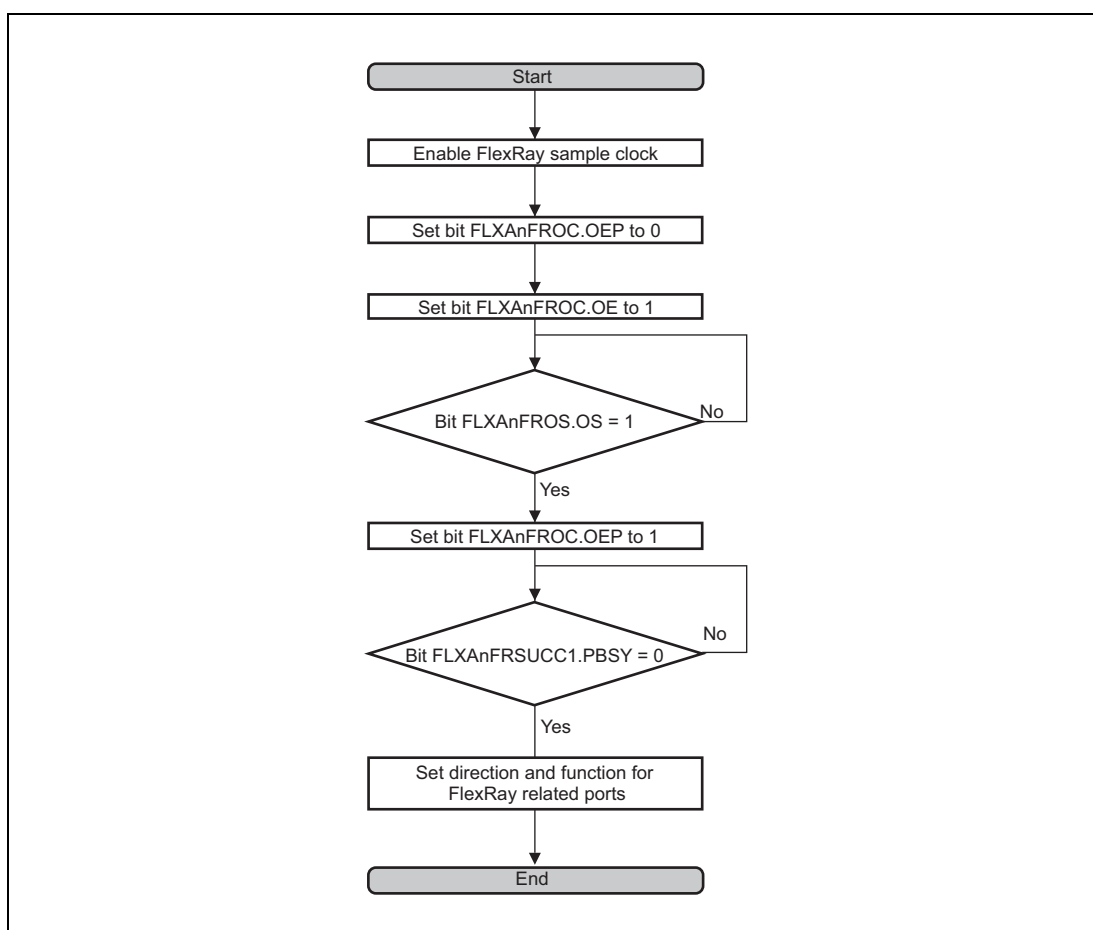 Start
Enable FlexRay sample clock
Set bit FLXAnFROC.OEP to 0
Set bit FLXAnFROC.OE to 1
Bit FLXAnFROS.OS = 1
No
Yes
Set bit FLXAnFROC.OEP to 1
Bit FLXAnFRSUCC1.PBSY = 0
No
Yes
Set direction and function for
FlexRay related ports
End